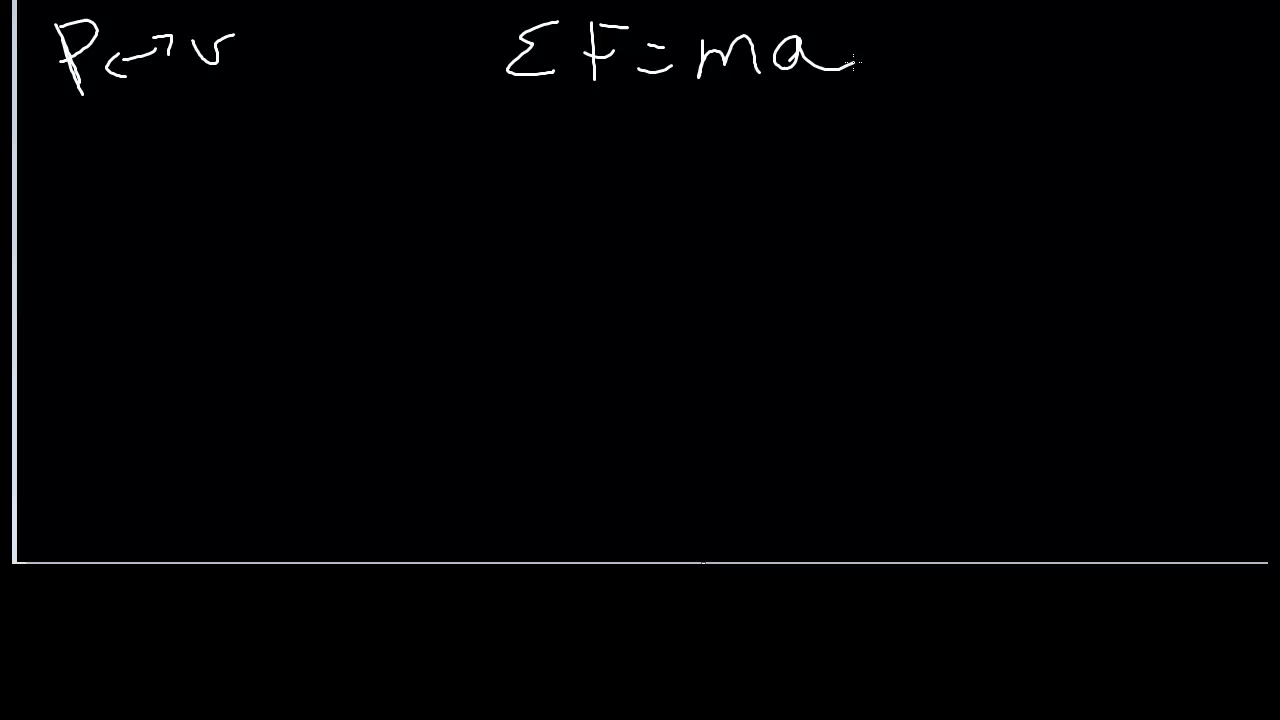 P ↔ v ΣF = ma